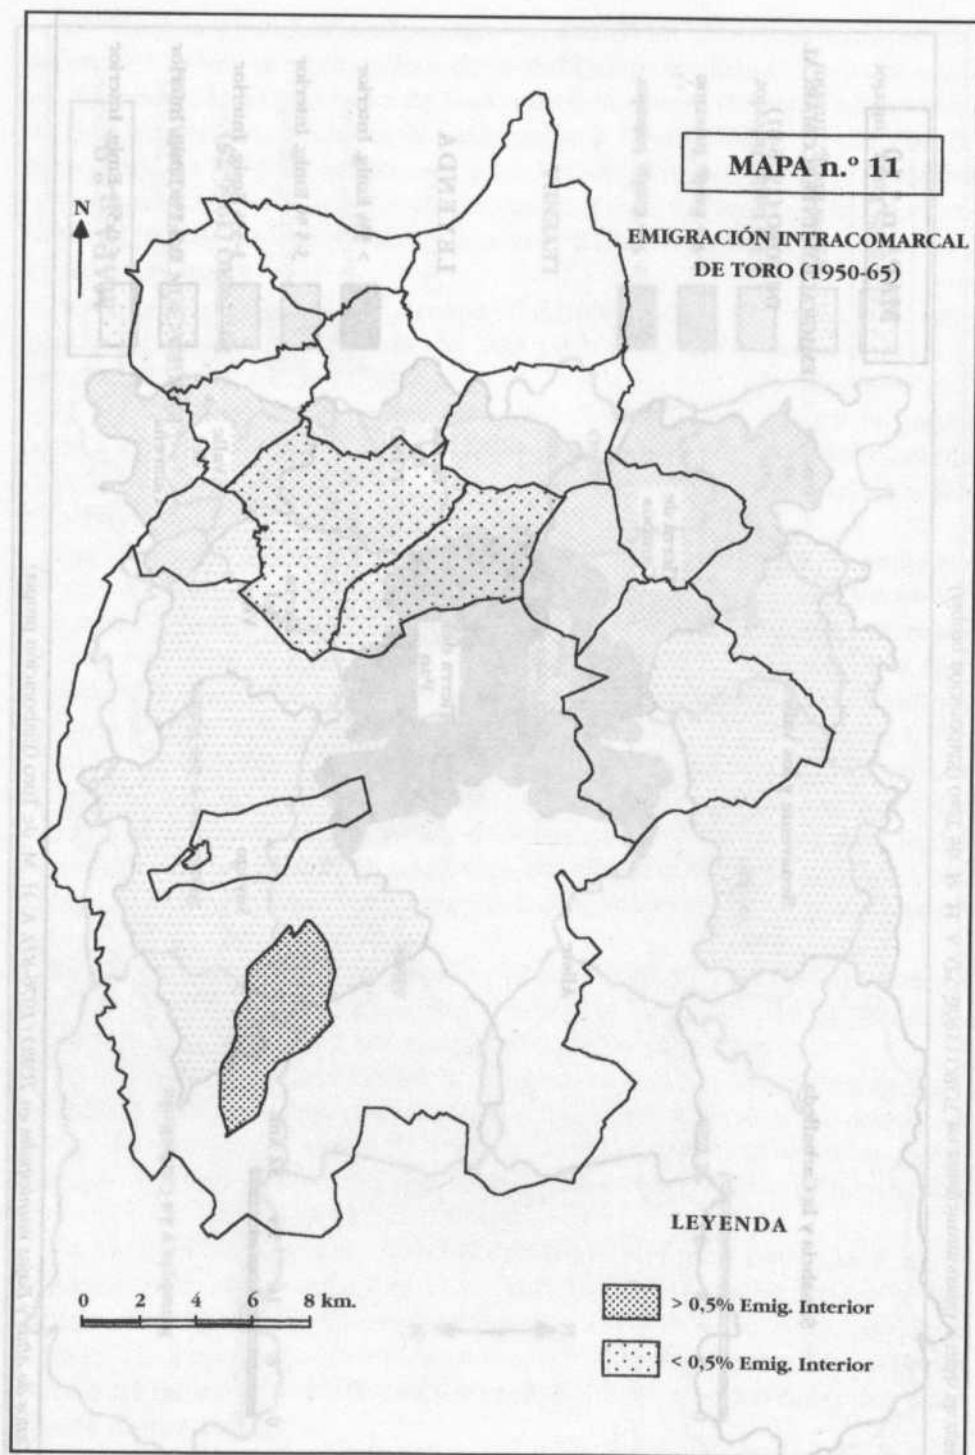 MAPA n.º 11
N
EMIGRACIÓN INTRACOMARCAL
DE TORO (1950-65)
LEYENDA
0 2 4 6 8 km.
> 0,5% Emig. Interior
< 0,5% Emig. Interior